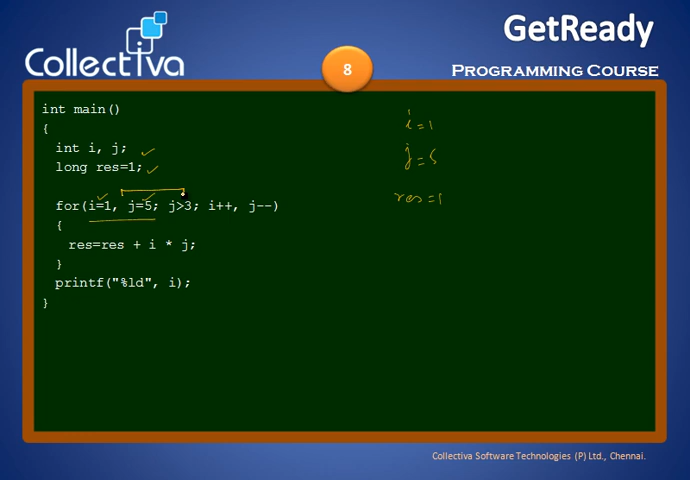 GetReady
Collectiva
8
Programming Course
int main()
{
int i, j;
long res=1;
for(i=1, j=5; j>3; i++, j--)
{
res=res + i * j;
}
printf("%ld", i);
}
i=1
j=5
res=1
Collectiva Software Technologies (P) Ltd., Chennai.